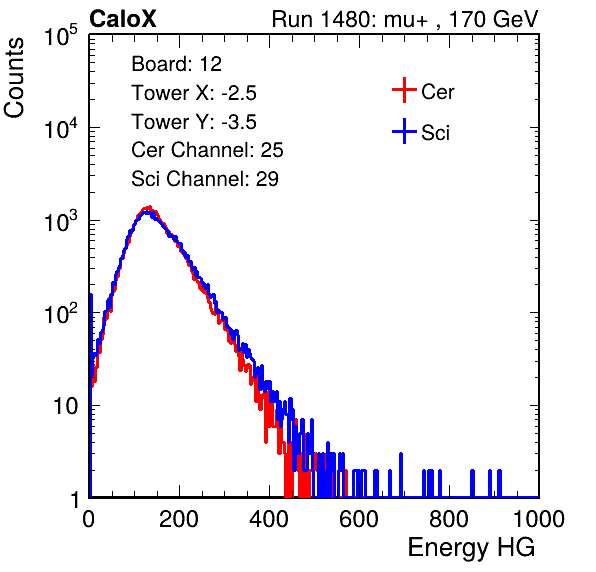 CaloX Run 1480: mu+ , 170 GeV
Counts
Board: 12
Tower X: -2.5
Tower Y: -3.5
Cer Channel: 25
Sci Channel: 29
Cer
Sci
10^5
10^4
10^3
10^2
10
1
0 200 400 600 800 1000
Energy HG